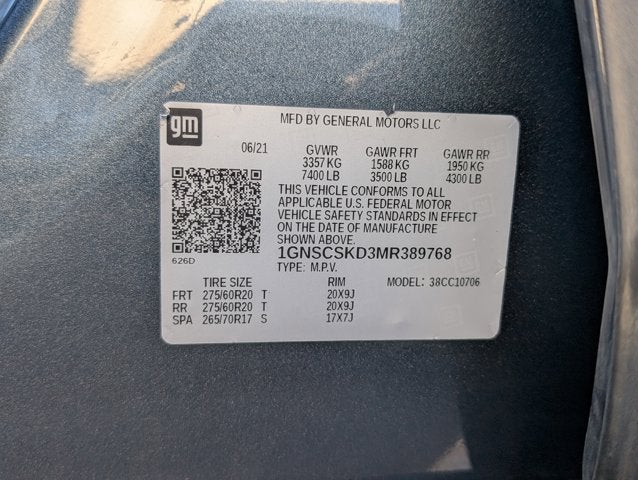 gm
MFD BY GENERAL MOTORS LLC
06/21 GVWR GAWR FRT GAWR RR
3357 KG 1588 KG 1950 KG
7400 LB 3500 LB 4300 LB
THIS VEHICLE CONFORMS TO ALL
APPLICABLE U.S. FEDERAL MOTOR
VEHICLE SAFETY STANDARDS IN EFFECT
ON THE DATE OF MANUFACTURE
SHOWN ABOVE.
626D
1GNSCSKD3MR389768
TYPE: M.P.V. MODEL: 38CC10706
TIRE SIZE RIM
FRT 275/60R20 T 20X9J
RR 275/60R20 T 20X9J
SPA 265/70R17 S 17X7J